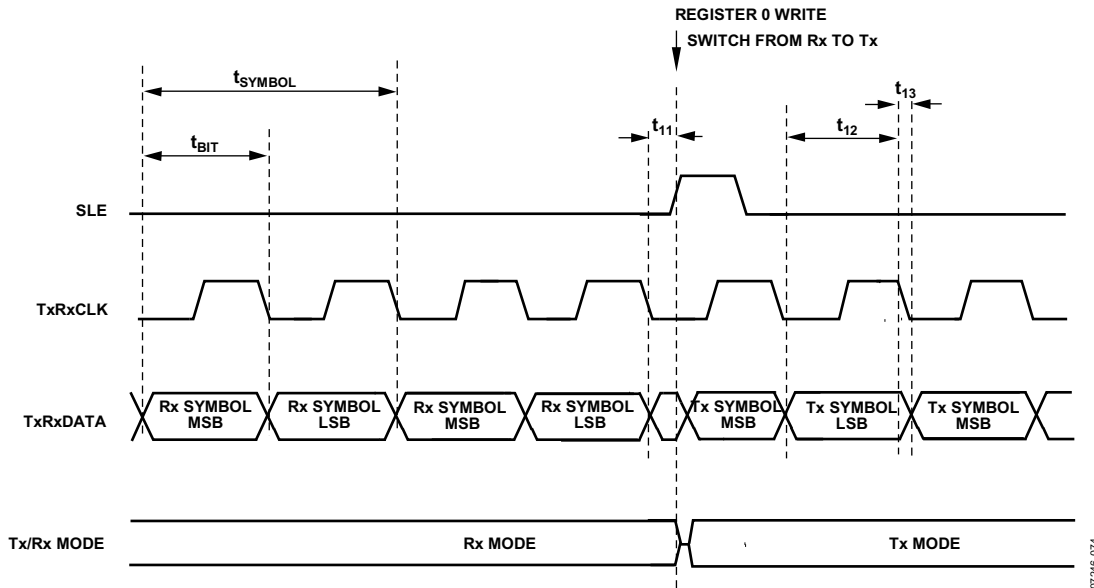 REGISTER 0 WRITE
SWITCH FROM Rx TO Tx
tSYMBOL
t13
t11
t12
tBIT
SLE
TxRxCLK
TxRxDATA
Rx SYMBOL MSB
Rx SYMBOL LSB
Rx SYMBOL MSB
Rx SYMBOL LSB
Tx SYMBOL MSB
Tx SYMBOL LSB
Tx SYMBOL MSB
Tx/Rx MODE
Rx MODE
Tx MODE
07246-074